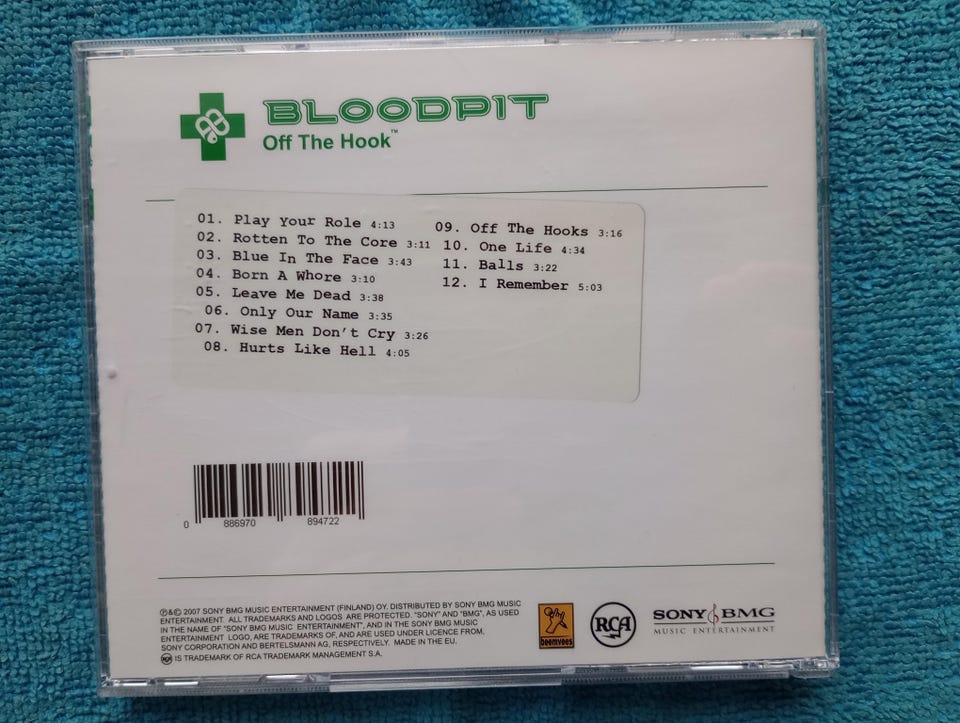 BLOODPIT
Off The Hook™
01. Play Your Role 4:13
02. Rotten To The Core 3:11
03. Blue In The Face 3:43
04. Born A Whore 3:10
05. Leave Me Dead 3:38
06. Only Our Name 3:35
07. Wise Men Don't Cry 3:26
08. Hurts Like Hell 4:05
09. Off The Hooks 3:16
10. One Life 4:34
11. Balls 3:22
12. I Remember 5:03
0 886970 894722
℗&© 2007 SONY BMG MUSIC ENTERTAINMENT (FINLAND) OY. DISTRIBUTED BY SONY BMG MUSIC
ENTERTAINMENT. ALL TRADEMARKS AND LOGOS ARE PROTECTED. "SONY" AND "BMG", AS USED
IN THE NAME OF "SONY BMG MUSIC ENTERTAINMENT", AND IN THE SONY BMG MUSIC
ENTERTAINMENT LOGO, ARE TRADEMARKS OF, AND ARE USED UNDER LICENCE FROM,
SONY CORPORATION AND BERTELSMANN AG, RESPECTIVELY. MADE IN THE EU.
RCA IS TRADEMARK OF RCA TRADEMARK MANAGEMENT S.A.
beemvees
RCA
SONY BMG
MUSIC ENTERTAINMENT